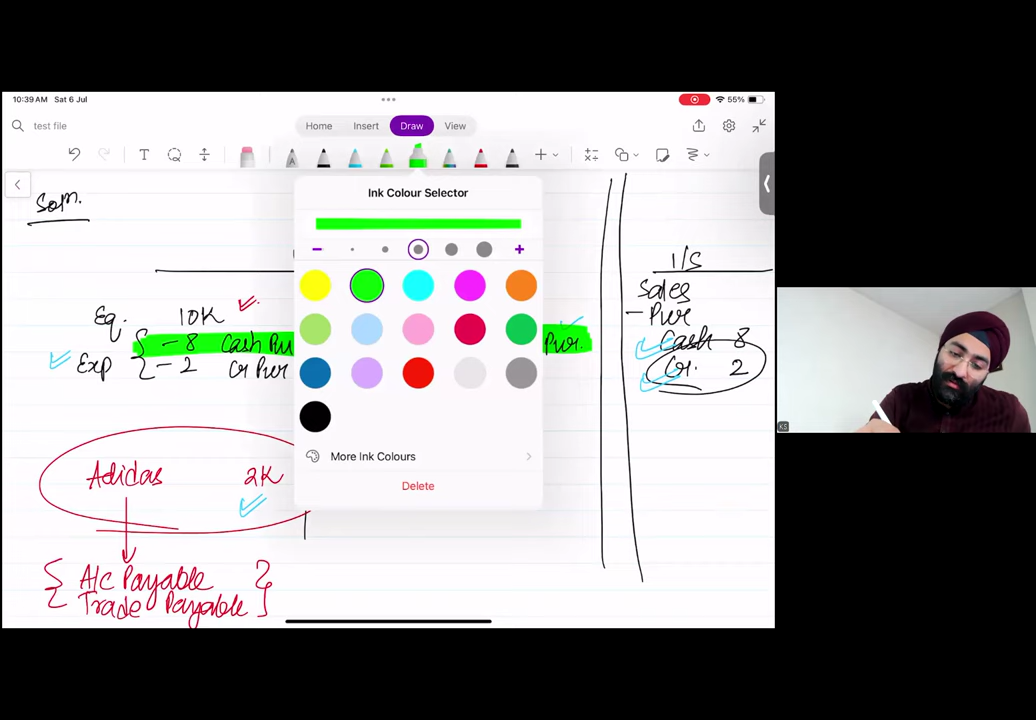 10:39 AM Sat 6 Jul
55%
test file
Home Insert Draw View
Soln.
Ink Colour Selector
I/S
Sales
- Pur
Cash 8
Cr. 2
Eq. 10K
- 8 Cash Pu
Pur.
Exp - 2 Cr Pur
Adidas 2K
More Ink Colours
Delete
{ A/c Payable }
Trade Payable
KS